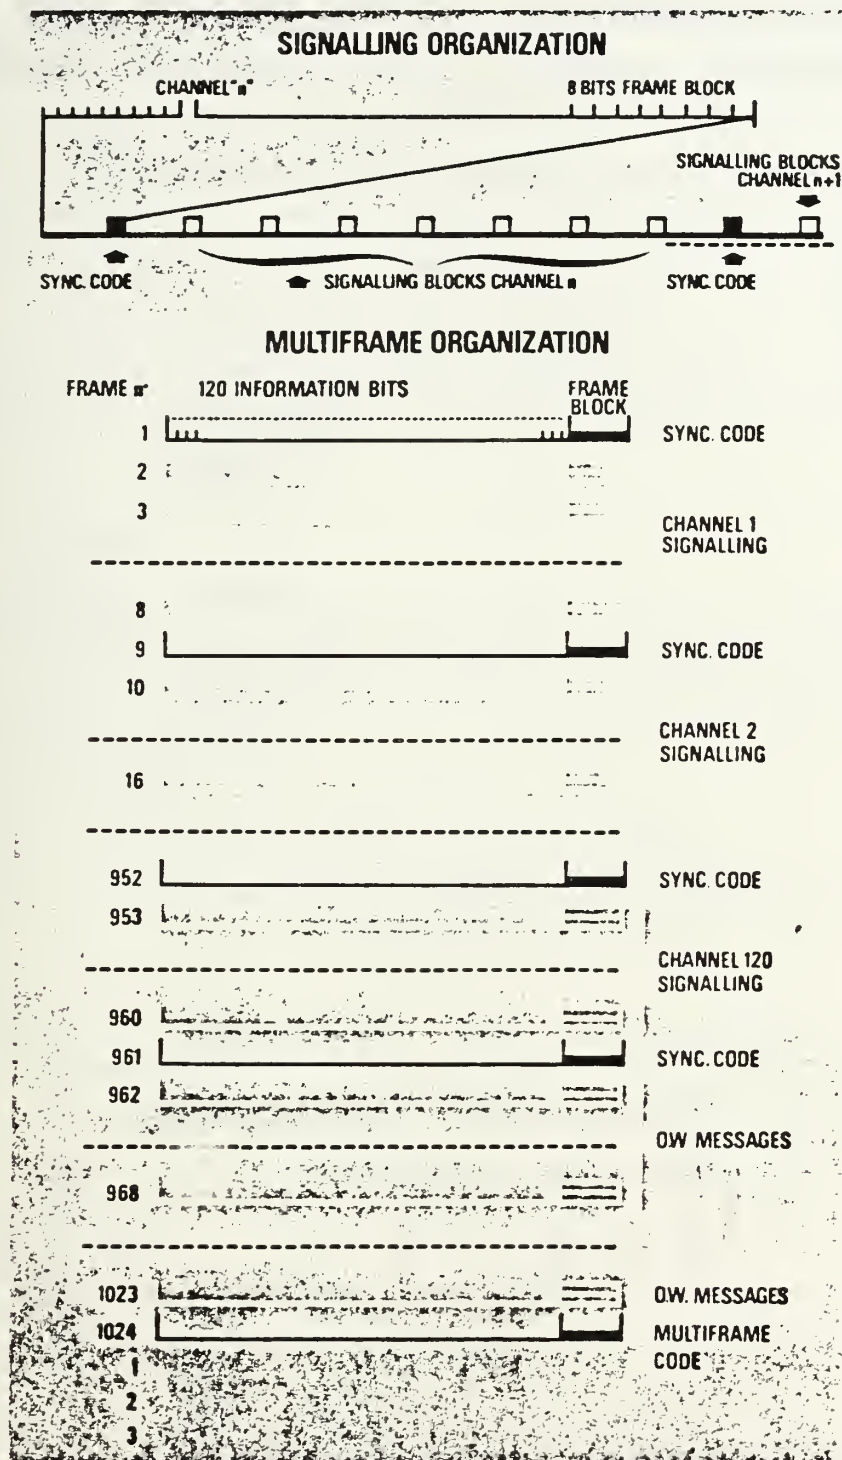 SIGNALLING ORGANIZATION
CHANNEL "n" 8 BITS FRAME BLOCK
SIGNALLING BLOCKS
CHANNEL n+1
SYNC. CODE SIGNALLING BLOCKS CHANNEL n SYNC. CODE
MULTIFRAME ORGANIZATION
FRAME n° 120 INFORMATION BITS FRAME
BLOCK
1 SYNC. CODE
2
3
CHANNEL 1
SIGNALLING
8
9 SYNC. CODE
10
CHANNEL 2
SIGNALLING
16
952 SYNC. CODE
953
CHANNEL 120
SIGNALLING
960
961 SYNC. CODE
962
OW MESSAGES
968
1023 O.W. MESSAGES
1024 MULTIFRAME
CODE
1
2
3